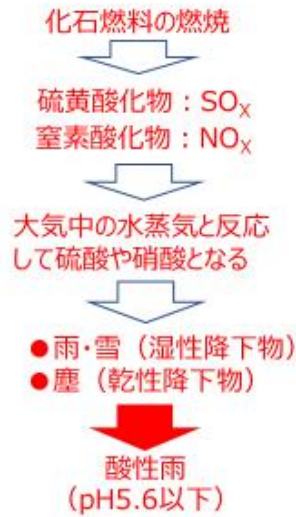 化石燃料の燃焼
硫黄酸化物：SOX
窒素酸化物：NOX
大気中の水蒸気と反応
して硫酸や硝酸となる
●雨・雪（湿性降下物）
●塵（乾性降下物）
酸性雨
（pH5.6以下）